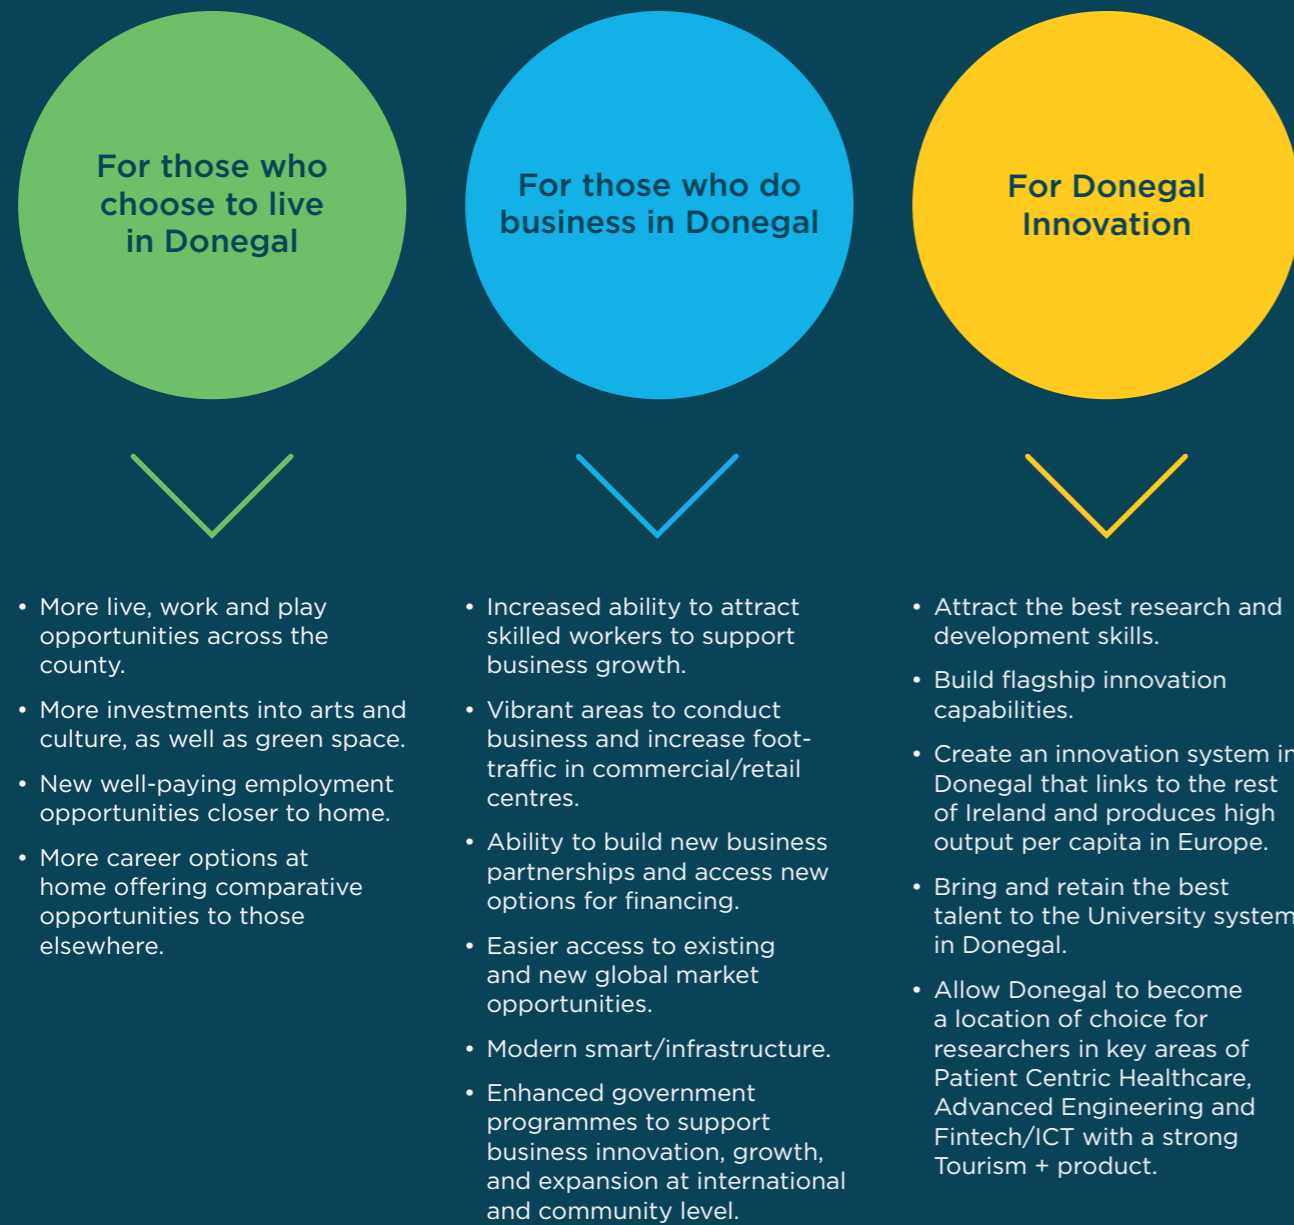 For those who
choose to live
in Donegal
• More live, work and play
opportunities across the
county.
• More investments into arts and
culture, as well as green space.
• New well-paying employment
opportunities closer to home.
• More career options at
home offering comparative
opportunities to those
elsewhere.
For those who do
business in Donegal
• Increased ability to attract
skilled workers to support
business growth.
• Vibrant areas to conduct
business and increase foot-
traffic in commercial/retail
centres.
• Ability to build new business
partnerships and access new
options for financing.
• Easier access to existing
and new global market
opportunities.
• Modern smart/infrastructure.
• Enhanced government
programmes to support
business innovation, growth,
and expansion at international
and community level.
For Donegal
Innovation
• Attract the best research and
development skills.
• Build flagship innovation
capabilities.
• Create an innovation system in
Donegal that links to the rest
of Ireland and produces high
output per capita in Europe.
• Bring and retain the best
talent to the University system
in Donegal.
• Allow Donegal to become
a location of choice for
researchers in key areas of
Patient Centric Healthcare,
Advanced Engineering and
Fintech/ICT with a strong
Tourism + product.